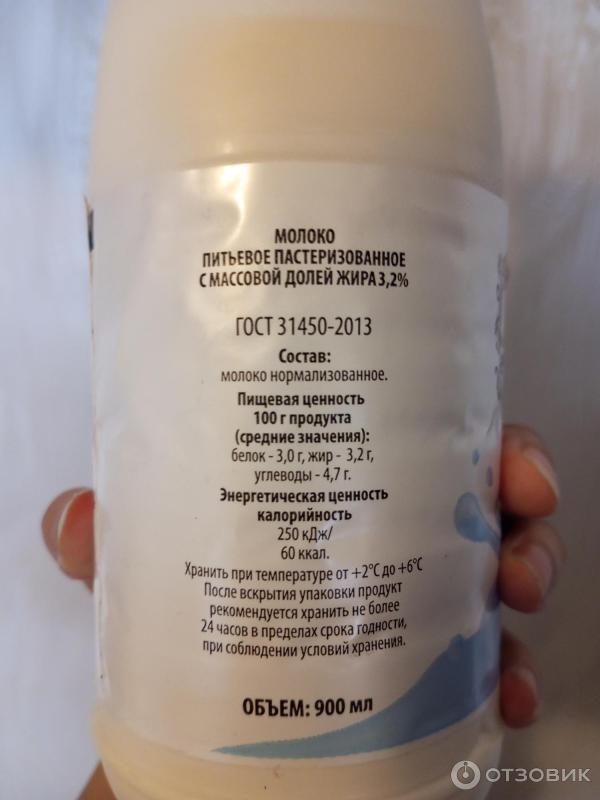 МОЛОКО
ПИТЬЕВОЕ ПАСТЕРИЗОВАННОЕ
С МАССОВОЙ ДОЛЕЙ ЖИРА 3,2%
ГОСТ 31450-2013
Состав:
молоко нормализованное.
Пищевая ценность
100 г продукта
(средние значения):
белок - 3,0 г, жир - 3,2 г,
углеводы - 4,7 г.
Энергетическая ценность
калорийность
250 кДж/
60 ккал.
Хранить при температуре от +2°С до +6°С
После вскрытия упаковки продукт
рекомендуется хранить не более
24 часов в пределах срока годности,
при соблюдении условий хранения.
ОБЪЕМ: 900 мл
ОТЗОВИК